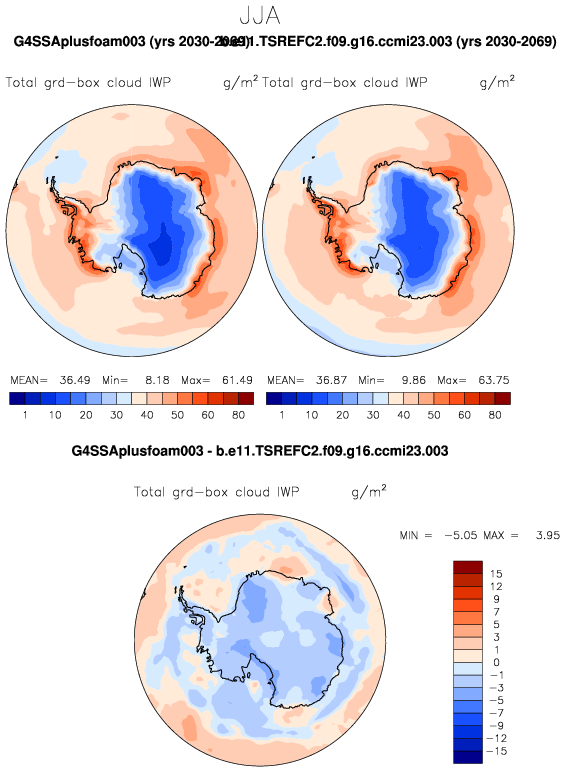 JJA
G4SSAplusfoam003 (yrs 2030-2069) b.e11.TSREFC2.f09.g16.ccmi23.003 (yrs 2030-2069)
Total grd-box cloud IWP g/m² Total grd-box cloud IWP g/m²
MEAN= 36.49 Min= 8.18 Max= 61.49 MEAN= 36.87 Min= 9.86 Max= 63.75
1 10 20 30 40 50 60 80 1 10 20 30 40 50 60 80
G4SSAplusfoam003 - b.e11.TSREFC2.f09.g16.ccmi23.003
Total grd-box cloud IWP g/m²
MIN = -5.05 MAX = 3.95
15
12
9
7
5
3
1
0
-1
-3
-5
-7
-9
-12
-15